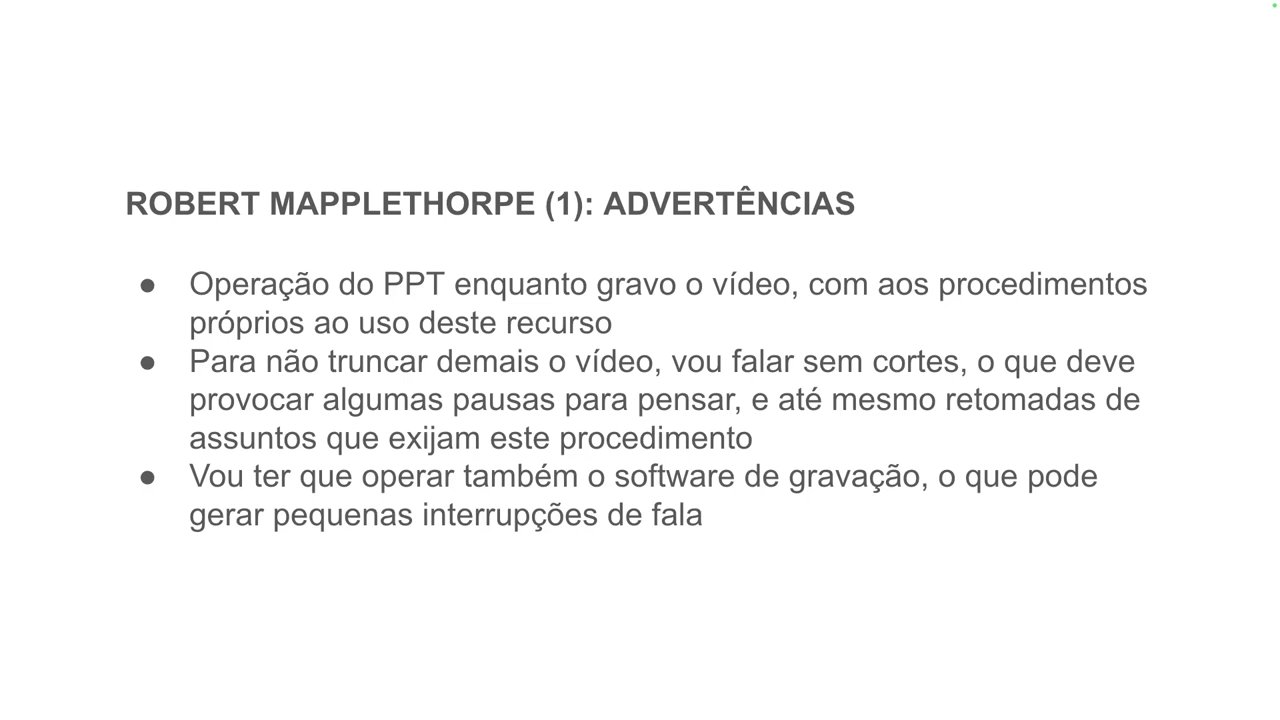 ROBERT MAPPLETHORPE (1): ADVERTÊNCIAS
● Operação do PPT enquanto gravo o vídeo, com aos procedimentos
próprios ao uso deste recurso
● Para não truncar demais o vídeo, vou falar sem cortes, o que deve
provocar algumas pausas para pensar, e até mesmo retomadas de
assuntos que exijam este procedimento
● Vou ter que operar também o software de gravação, o que pode
gerar pequenas interrupções de fala